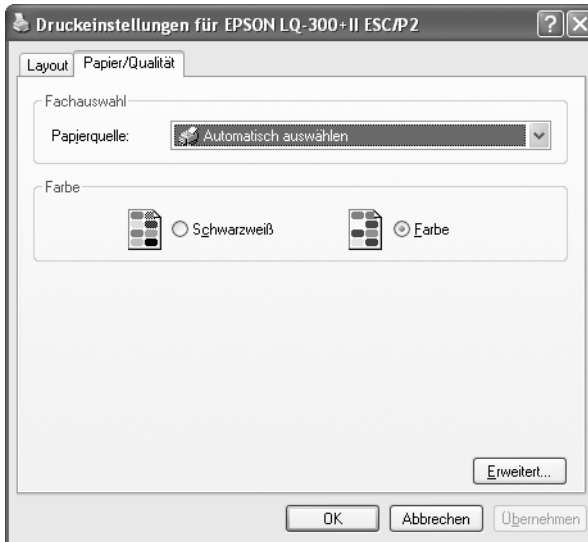 Druckeinstellungen für EPSON LQ-300+II ESC/P2
Layout Papier/Qualität
Fachauswahl
Papierquelle: Automatisch auswählen
Farbe
Schwarzweiß Farbe
Erweitert...
OK Abbrechen Übernehmen